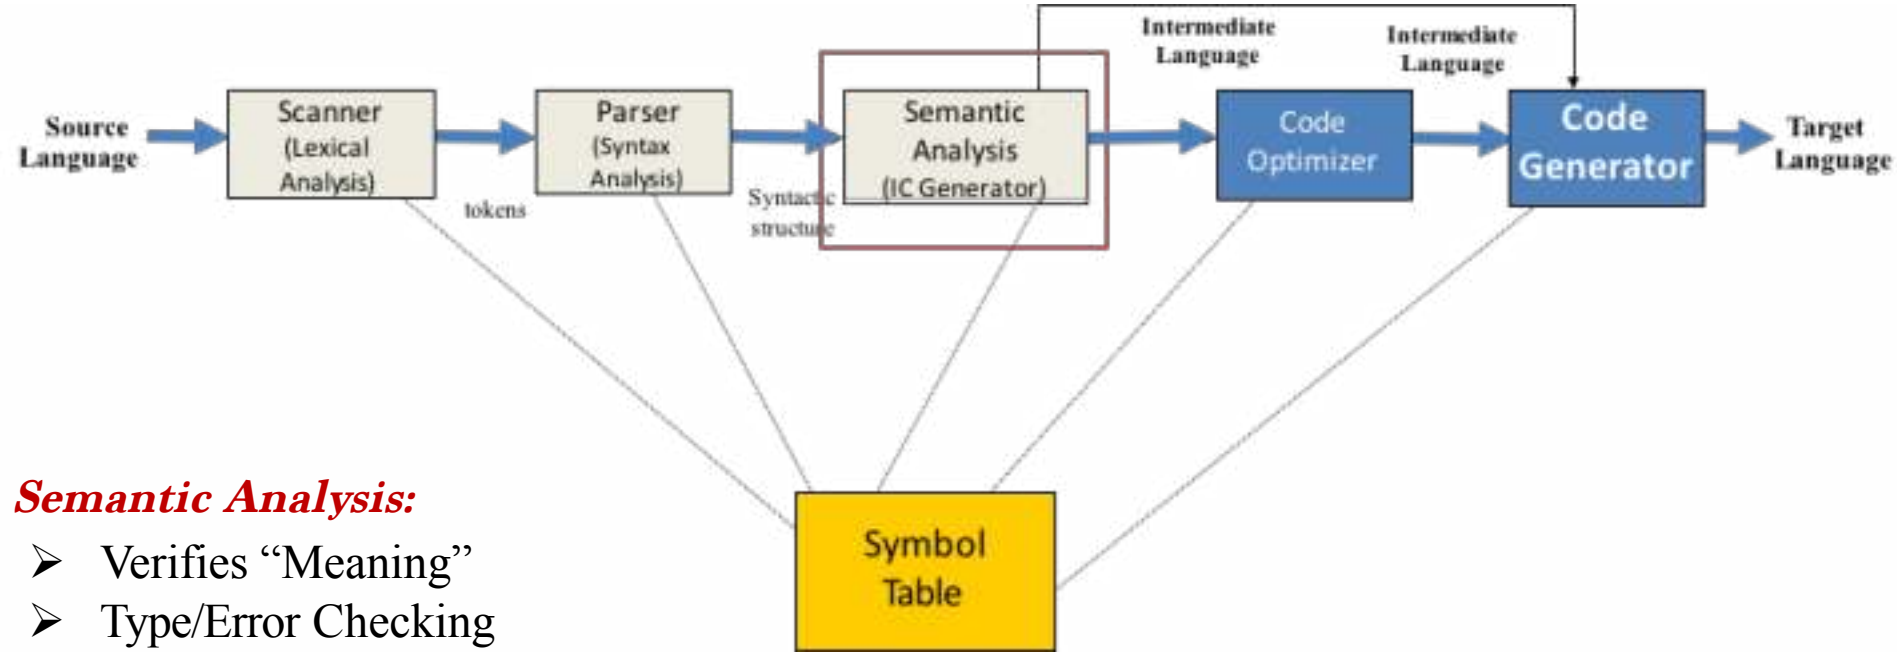 Source
Language
Scanner
(Lexical
Analysis)
tokens
Parser
(Syntax
Analysis)
Syntactic
structure
Semantic
Analysis
(IC Generator)
Intermediate
Language
Code
Optimizer
Intermediate
Language
Code
Generator
Target
Language
Symbol
Table
Semantic Analysis:
➢ Verifies “Meaning”
➢ Type/Error Checking